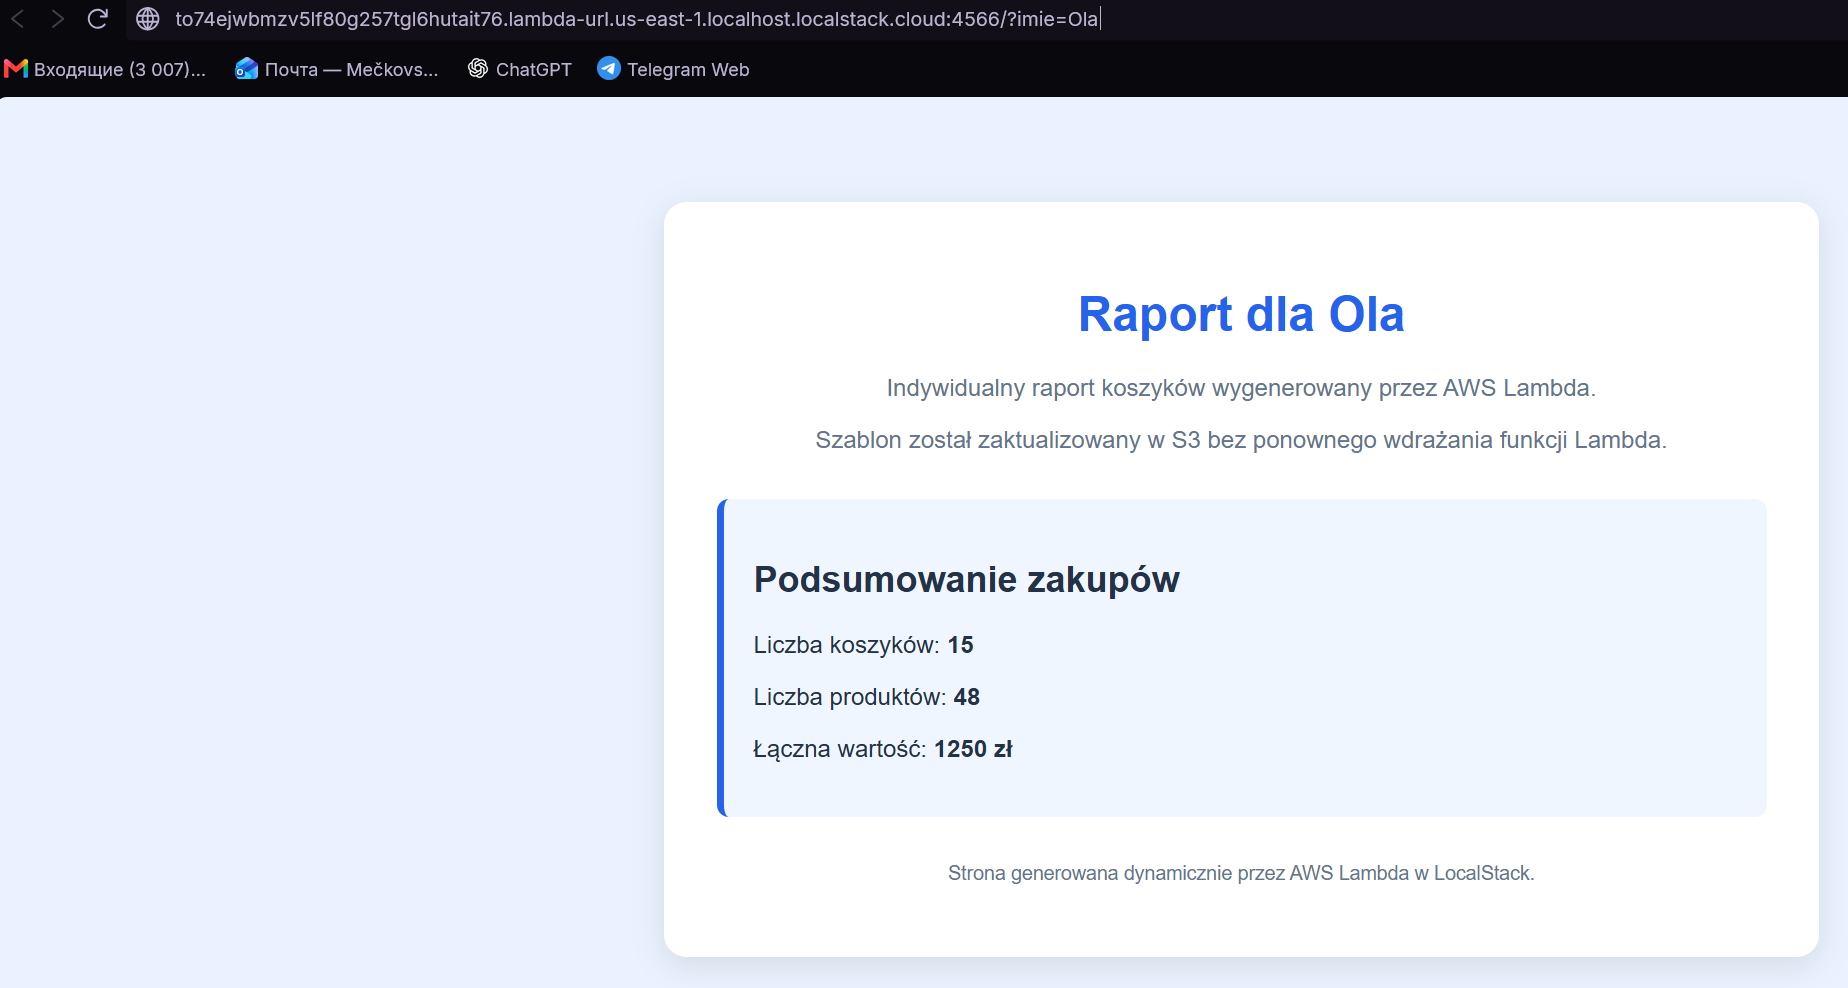 to74ejwbmzv5lf80g257tgl6hutait76.lambda-url.us-east-1.localhost.localstack.cloud:4566/?imie=Ola
Входящие (3 007)... Почта — Mečkovs... ChatGPT Telegram Web
Raport dla Ola
Indywidualny raport koszyków wygenerowany przez AWS Lambda.
Szablon został zaktualizowany w S3 bez ponownego wdrażania funkcji Lambda.
Podsumowanie zakupów
Liczba koszyków: 15
Liczba produktów: 48
Łączna wartość: 1250 zł
Strona generowana dynamicznie przez AWS Lambda w LocalStack.